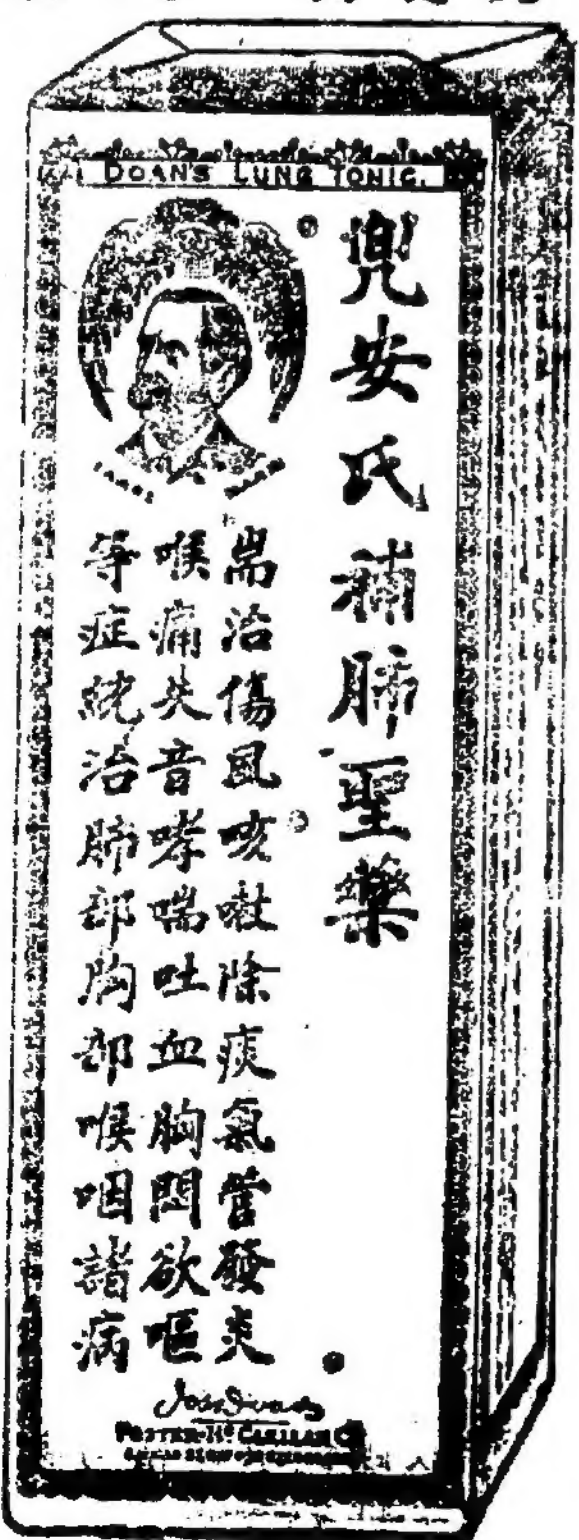 DOAN'S LUNG TONIC.
兜安氏補肺聖藥
耑治傷風咳嗽除痰氣管發炎
喉痛失音哮喘吐血胸悶欲嘔
等症統治肺部胸部喉咽諸病
FOSTER-McCLELLAN Co